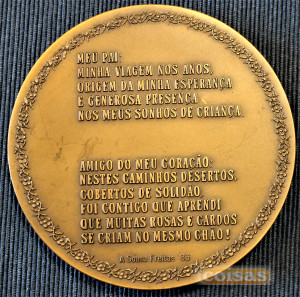 MEU PAI:
MINHA VIAGEM NOS ANOS,
ORIGEM DA MINHA ESPERANÇA
E GENEROSA PRESENÇA
NOS MEUS SONHOS DE CRIANÇA.
AMIGO DO MEU CORAÇÃO:
NESTES CAMINHOS DESERTOS,
COBERTOS DE SOLIDÃO
FOI CONTIGO QUE APRENDI
QUE MUITAS ROSAS E CARDOS
SE CRIAM NO MESMO CHÃO!
Freitas
coisas